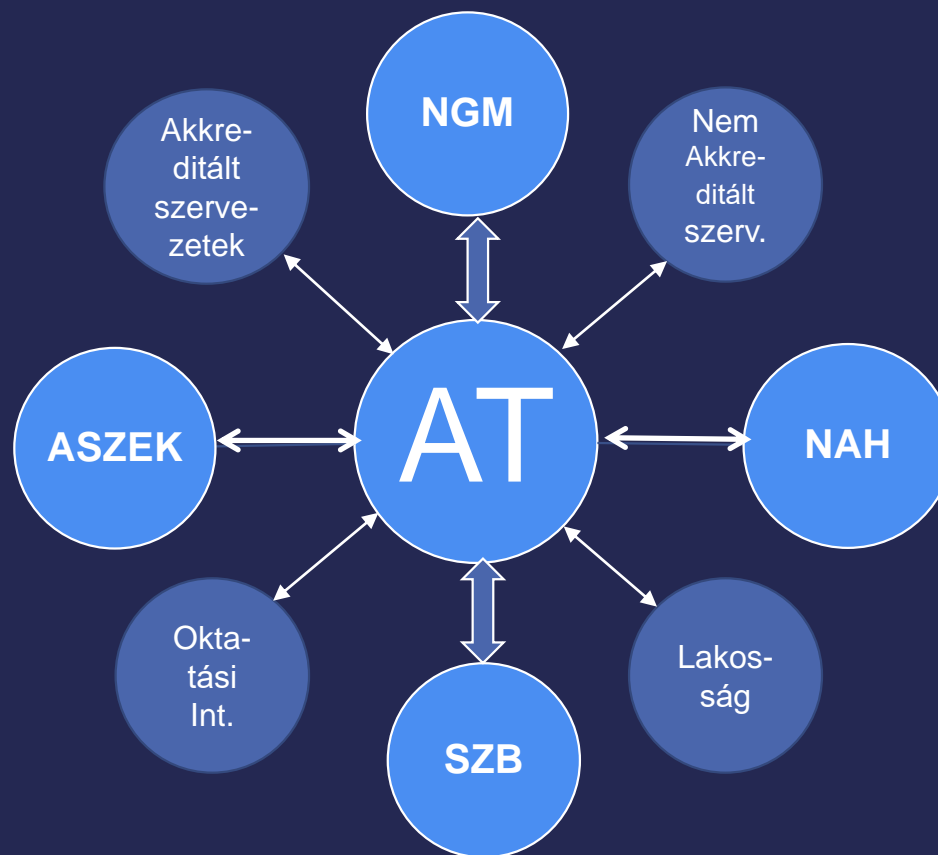 NGM
Akkre-
ditált
szerve-
zetek
Nem
Akkre-
ditált
szerv.
ASZEK
AT
NAH
Okta-
tási
Int.
Lakos-
ság
SZB